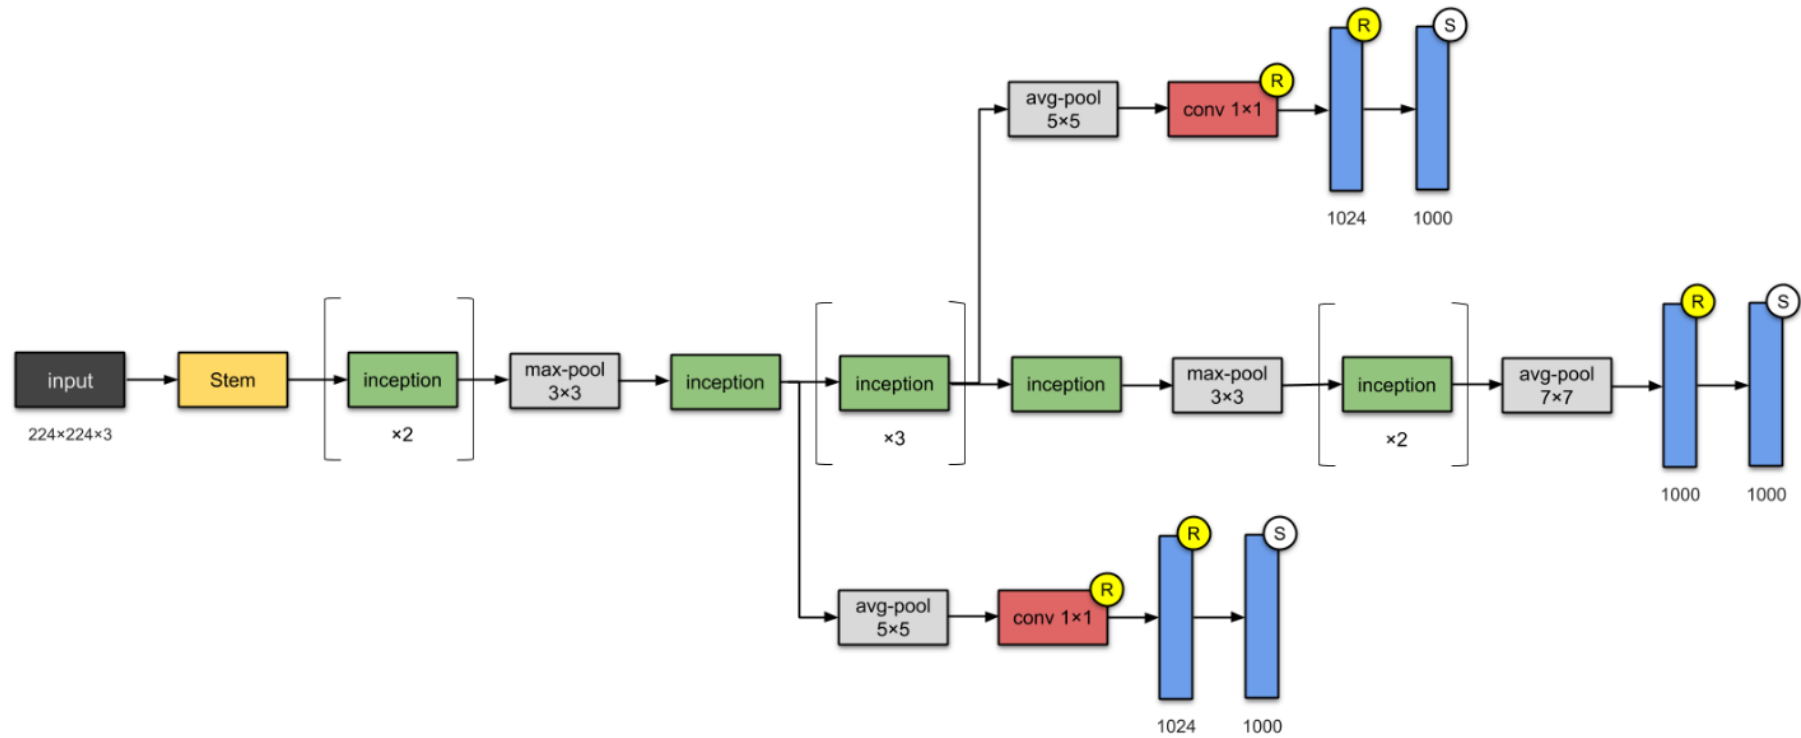 R
S
avg-pool
5×5
R
conv 1×1
1024
1000
input
224×224×3
Stem
inception
×2
max-pool
3×3
inception
inception
×3
inception
max-pool
3×3
inception
×2
avg-pool
7×7
R
S
1000
1000
avg-pool
5×5
R
conv 1×1
R
S
1024
1000